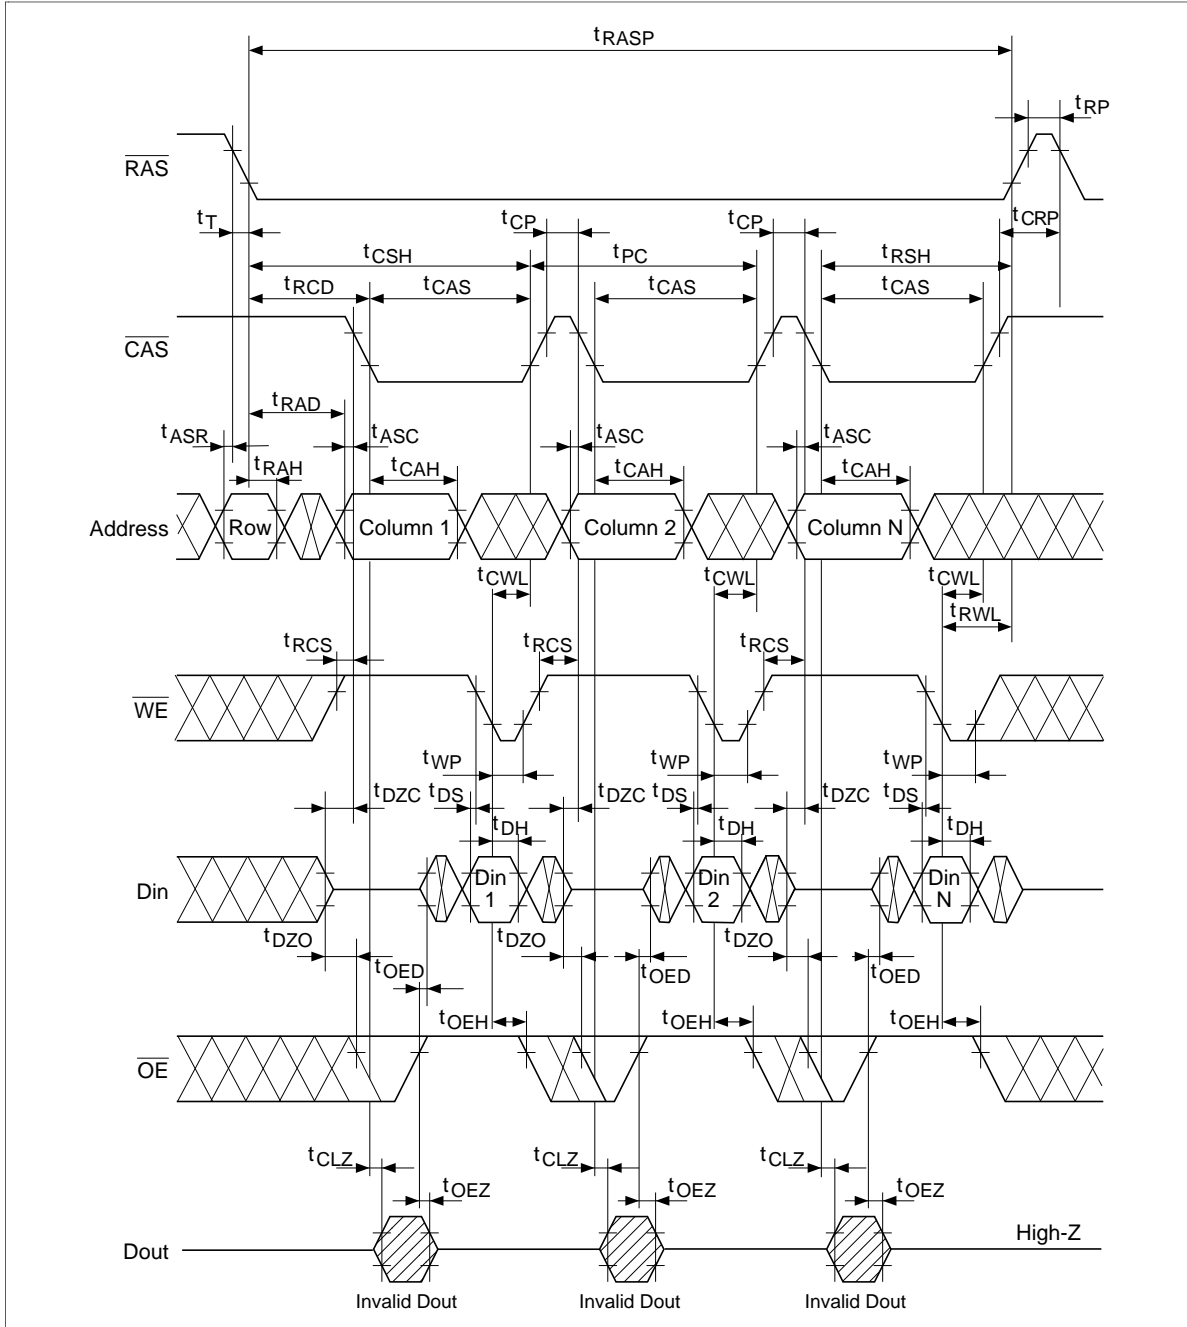 tRASP
tRP
RAS
tT
tCP
tCP
tCRP
tCSH
tPC
tRSH
tRCD
tCAS
tCAS
tCAS
CAS
tRAD
tASR
tASC
tASC
tASC
tRAH
tCAH
tCAH
tCAH
Address
Row
Column 1
Column 2
Column N
tCWL
tCWL
tCWL
tRWL
tRCS
tRCS
tRCS
WE
tWP
tWP
tWP
tDZC
tDS
tDZC
tDS
tDZC
tDS
tDH
tDH
tDH
Din
Din 1
Din 2
Din N
tDZO
tDZO
tDZO
tOED
tOED
tOED
tOEH
tOEH
tOEH
OE
tCLZ
tCLZ
tCLZ
tOEZ
tOEZ
tOEZ
Dout
High-Z
Invalid Dout
Invalid Dout
Invalid Dout